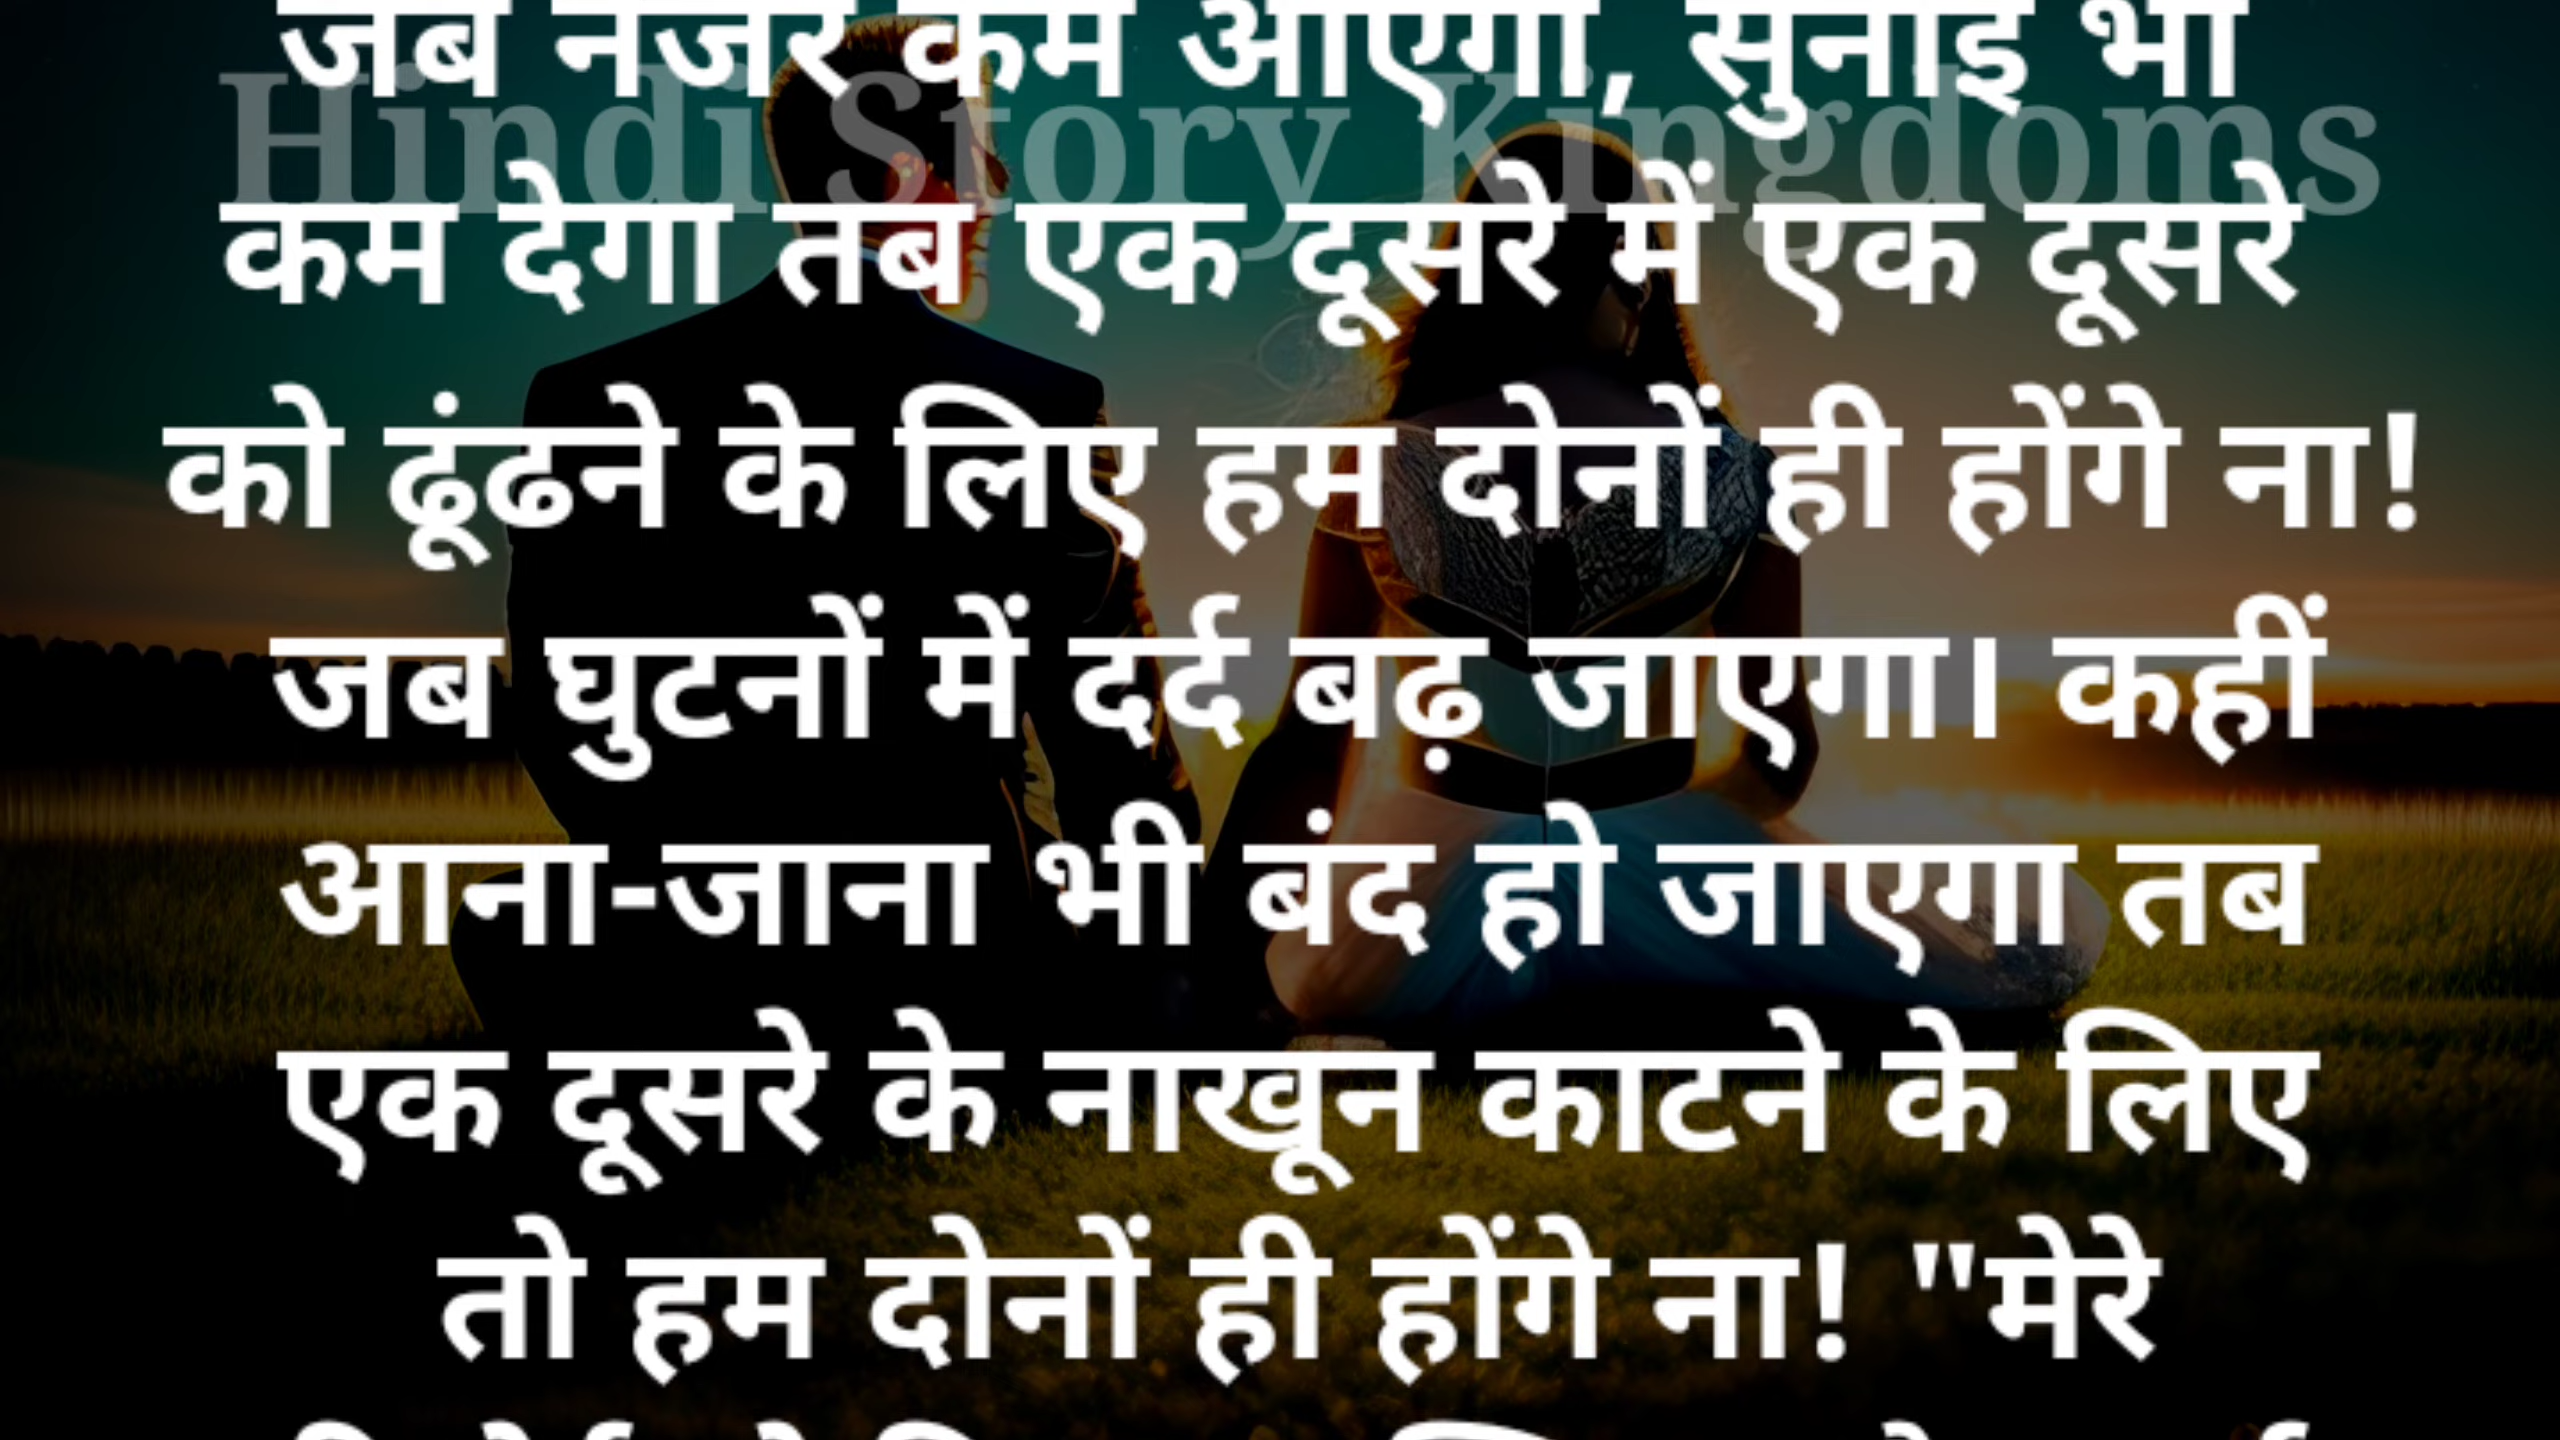 जब नजर कम आएगा, सुनाई भी
Hindi Story Kingdoms
कम देगा तब एक दूसरे में एक दूसरे
को ढूंढने के लिए हम दोनों ही होंगे ना!
जब घुटनों में दर्द बढ़ जाएगा। कहीं
आना-जाना भी बंद हो जाएगा तब
एक दूसरे के नाखून काटने के लिए
तो हम दोनों ही होंगे ना! "मेरे